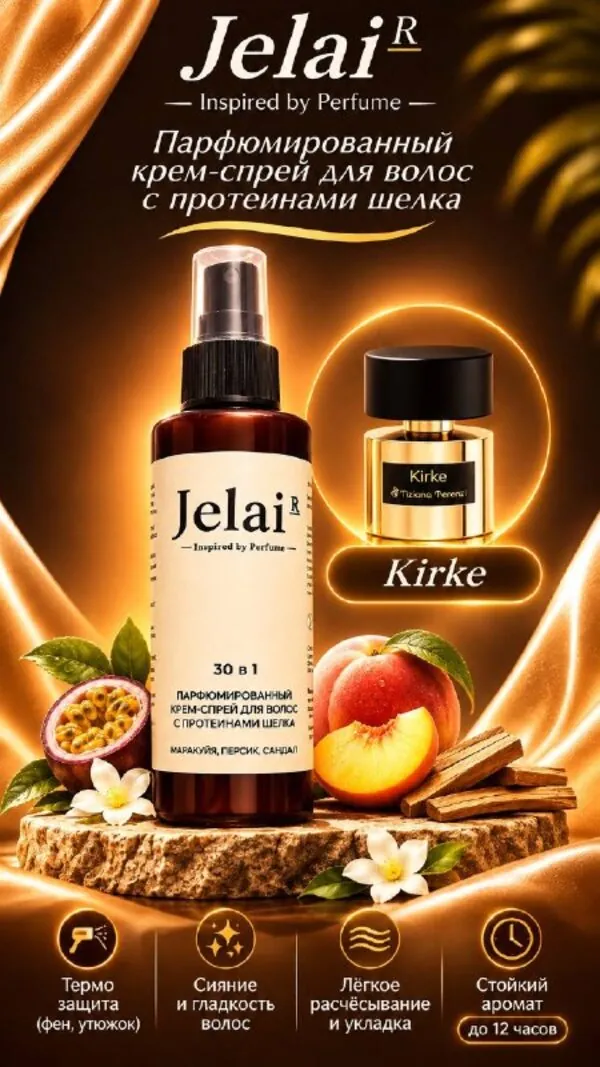 Jelai R
Inspired by Perfume
Парфюмированный
крем-спрей для волос
с протеинами шелка
Kirke
Tiziana Terenzi
Jelai R
Inspired by Perfume
Kirke
30 в 1
ПАРФЮМИРОВАННЫЙ
КРЕМ-СПРЕЙ ДЛЯ ВОЛОС
С ПРОТЕИНАМИ ШЕЛКА
МАРАКУЙЯ, ПЕРСИК, САНДАЛ
Термо
защита
(фен, утюжок)
Сияние
и гладкость
волос
Лёгкое
расчёсывание
и укладка
Стойкий
аромат
до 12 часов